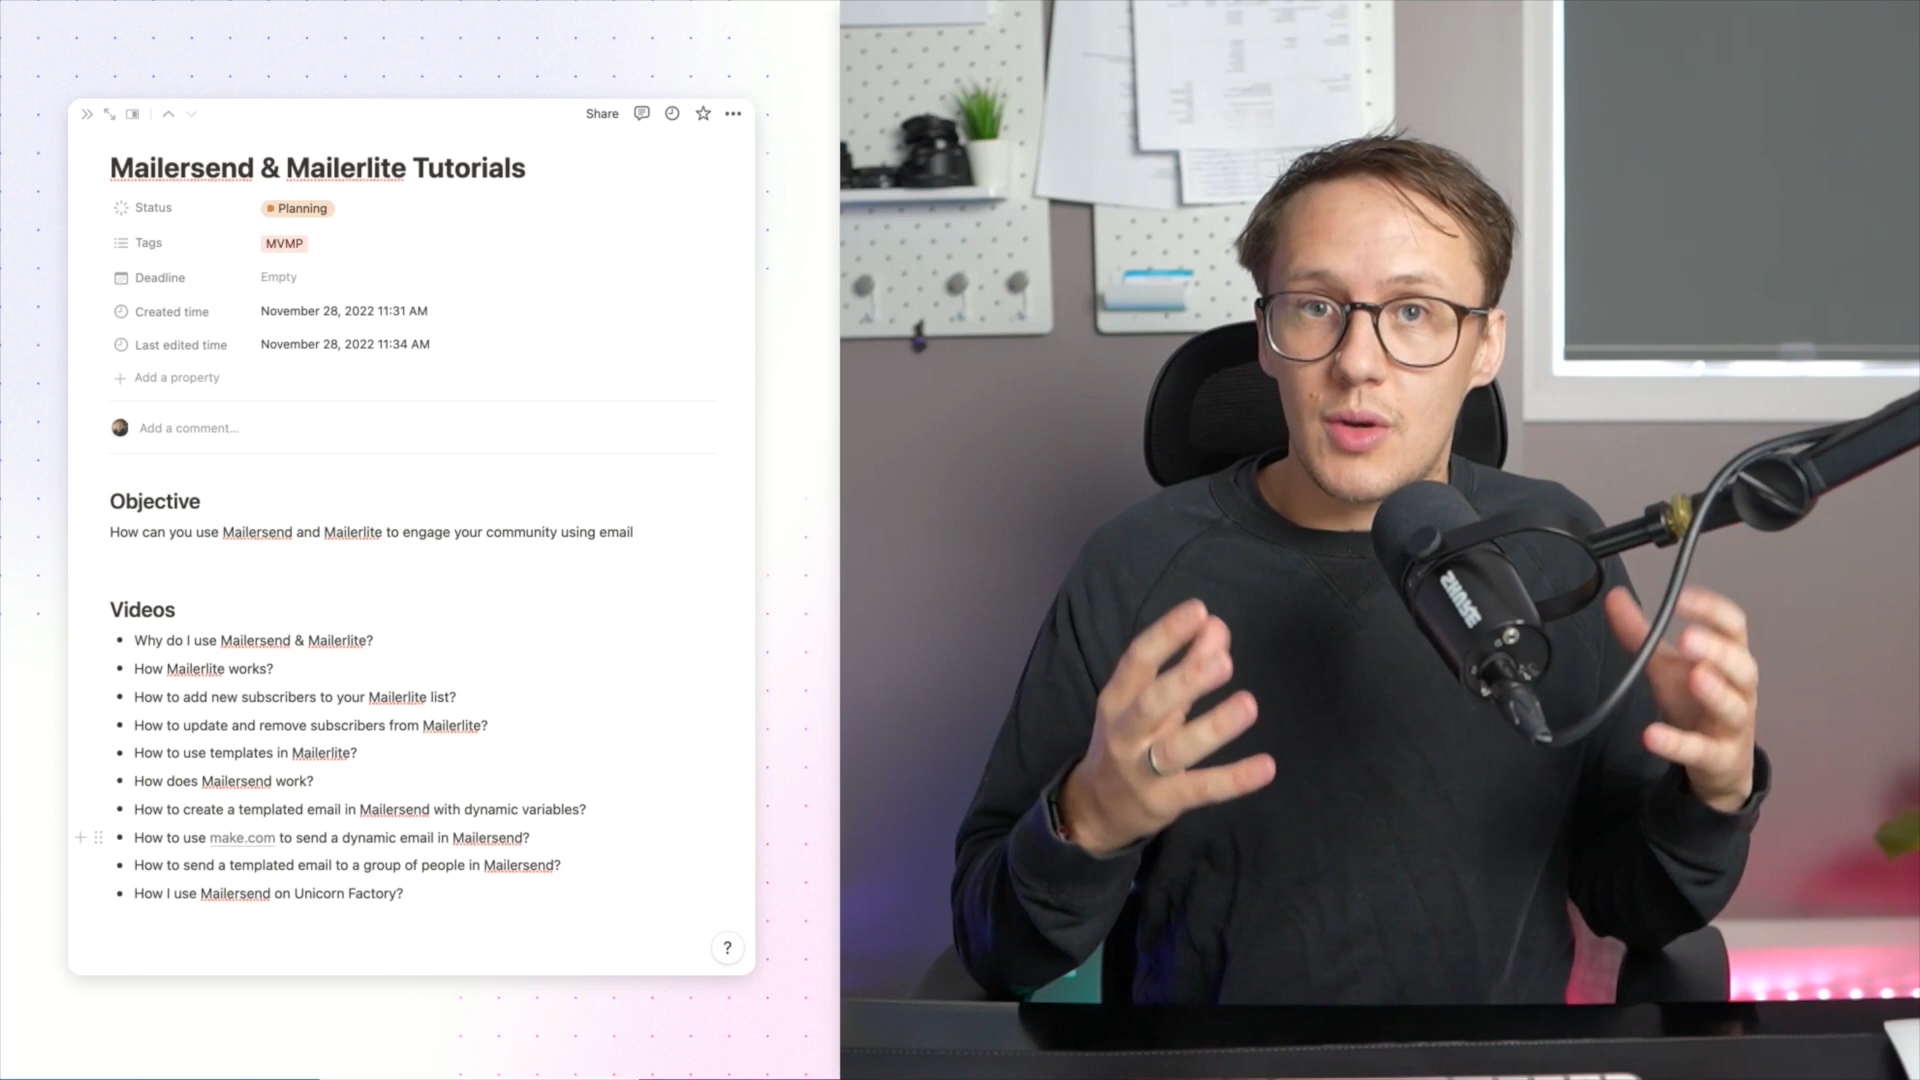 Share
Mailersend & Mailerlite Tutorials
Status Planning
Tags MVMP
Deadline Empty
Created time November 28, 2022 11:31 AM
Last edited time November 28, 2022 11:34 AM
Add a property
Add a comment...
Objective
How can you use Mailersend and Mailerlite to engage your community using email
Videos
• Why do I use Mailersend & Mailerlite?
• How Mailerlite works?
• How to add new subscribers to your Mailerlite list?
• How to update and remove subscribers from Mailerlite?
• How to use templates in Mailerlite?
• How does Mailersend work?
• How to create a templated email in Mailersend with dynamic variables?
• How to use make.com to send a dynamic email in Mailersend?
• How to send a templated email to a group of people in Mailersend?
• How I use Mailersend on Unicorn Factory?
?
SHURE